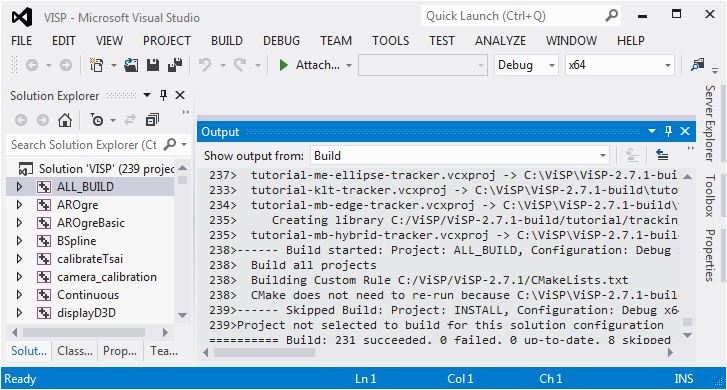 VISP - Microsoft Visual Studio
Quick Launch (Ctrl+Q)
FILE EDIT VIEW PROJECT BUILD DEBUG TEAM TOOLS TEST ANALYZE WINDOW HELP
Attach... Debug x64
Solution Explorer
Search Solution Explorer (Ct
Solution 'VISP' (239 projec
ALL_BUILD
AROgre
AROgreBasic
BSpline
calibrateTsai
camera_calibration
Continuous
displayD3D
Solut... Class... Prop... Tea...
Output
Show output from: Build
237> tutorial-me-ellipse-tracker.vcxproj -> C:\ViSP\ViSP-2.7.1-bui
233> tutorial-klt-tracker.vcxproj -> C:\ViSP\ViSP-2.7.1-build\tuto
234> tutorial-mb-edge-tracker.vcxproj -> C:\ViSP\ViSP-2.7.1-build\
235> Creating library C:/ViSP/ViSP-2.7.1-build/tutorial/trackin
235> tutorial-mb-hybrid-tracker.vcxproj -> C:\ViSP\ViSP-2.7.1-buil
238>------ Build started: Project: ALL_BUILD, Configuration: Debug
238> Build all projects
238> Building Custom Rule C:/ViSP/ViSP-2.7.1/CMakeLists.txt
238> CMake does not need to re-run because C:\ViSP\ViSP-2.7.1-buil
239>------ Skipped Build: Project: INSTALL, Configuration: Debug x6
239>Project not selected to build for this solution configuration
========== Build: 231 succeeded, 0 failed, 0 up-to-date, 8 skipped
Server Explorer
Toolbox
Properties
Ready Ln 1 Col 1 Ch 1 INS